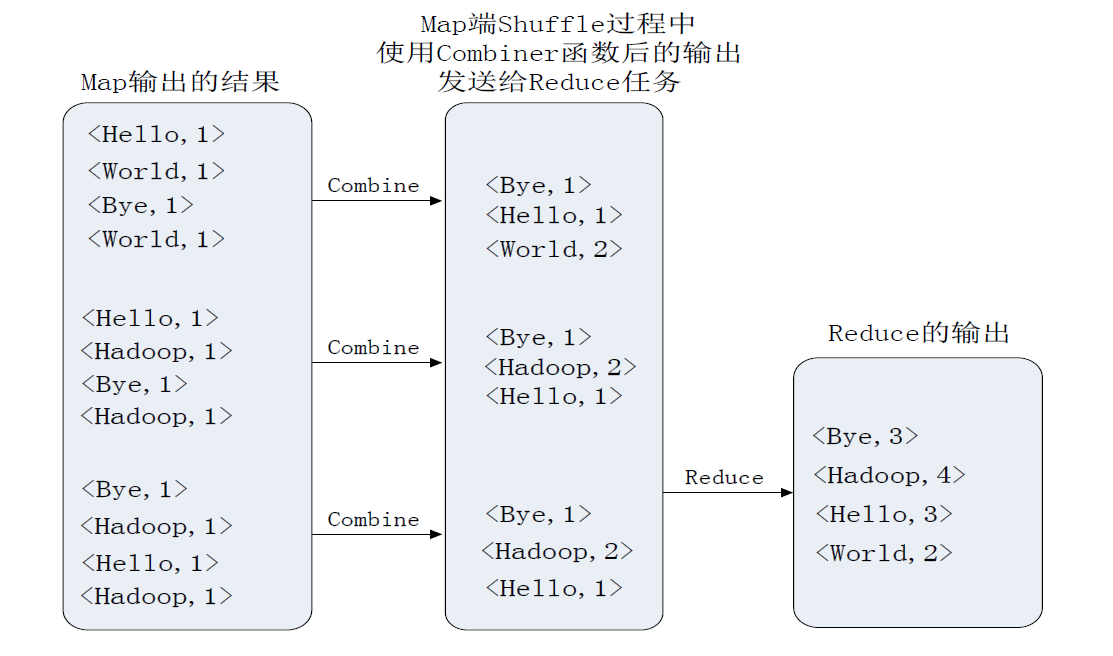 Map端Shuffle过程中
使用Combiner函数后的输出
发送给Reduce任务
Map输出的结果
<Hello,1>
<World,1>
<Bye,1>
<World,1>
Combine
<Bye,1>
<Hello,1>
<World,2>
<Hello,1>
<Hadoop,1>
<Bye,1>
<Hadoop,1>
Combine
<Bye,1>
<Hadoop,2>
<Hello,1>
<Bye,1>
<Hadoop,1>
<Hello,1>
<Hadoop,1>
Combine
<Bye,1>
<Hadoop,2>
<Hello,1>
Reduce
Reduce的输出
<Bye,3>
<Hadoop,4>
<Hello,3>
<World,2>